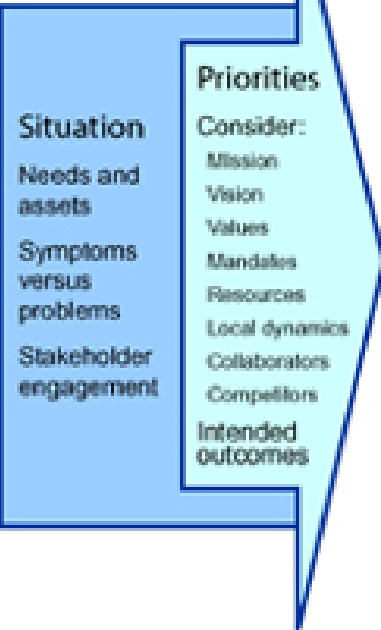 Situation
Needs and
assets
Symptoms
versus
problems
Stakeholder
engagement
Priorities
Consider:
Mission
Vision
Values
Mandates
Resources
Local dynamics
Collaborators
Competitors
Intended
outcomes